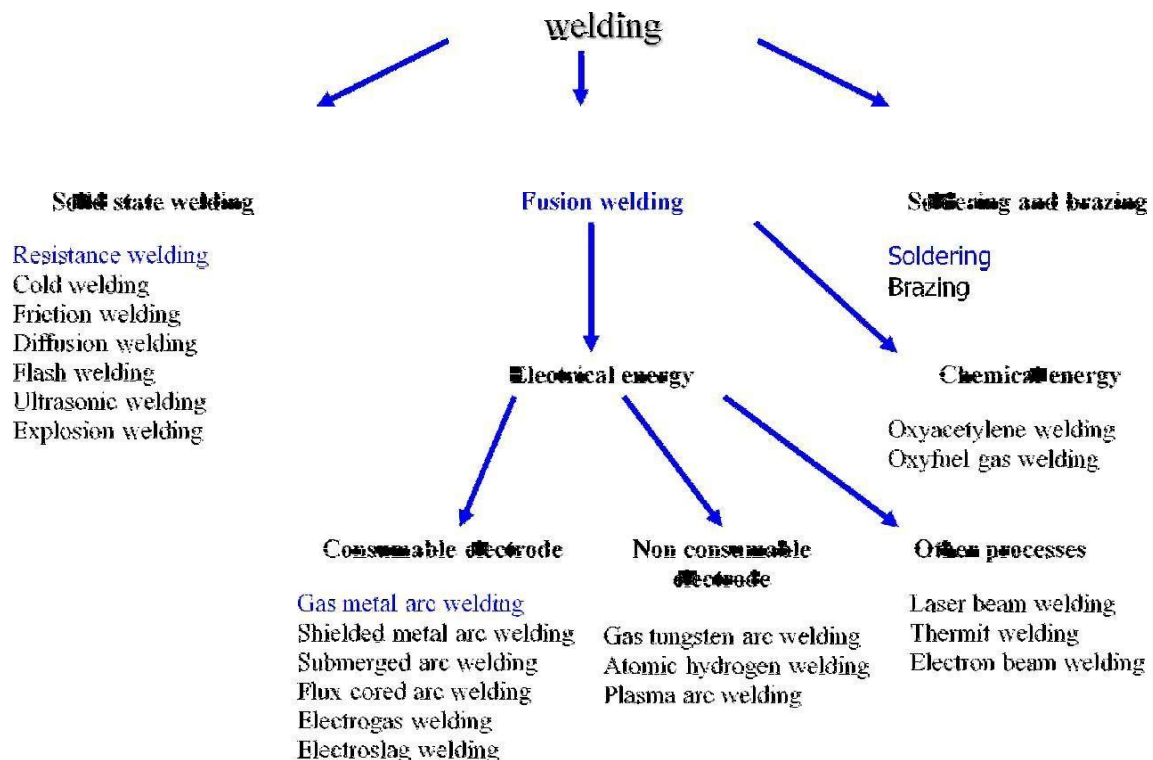 welding
Solid state welding
Resistance welding
Cold welding
Friction welding
Diffusion welding
Flash welding
Ultrasonic welding
Explosion welding
Fusion welding
Soldering and brazing
Soldering
Brazing
Electrical energy
Chemical energy
Oxyacetylene welding
Oxyfuel gas welding
Consumable electrode
Gas metal arc welding
Shielded metal arc welding
Submerged arc welding
Flux cored arc welding
Electrogas welding
Electroslag welding
Non consumable
electrode
Gas tungsten arc welding
Atomic hydrogen welding
Plasma arc welding
Other processes
Laser beam welding
Thermit welding
Electron beam welding